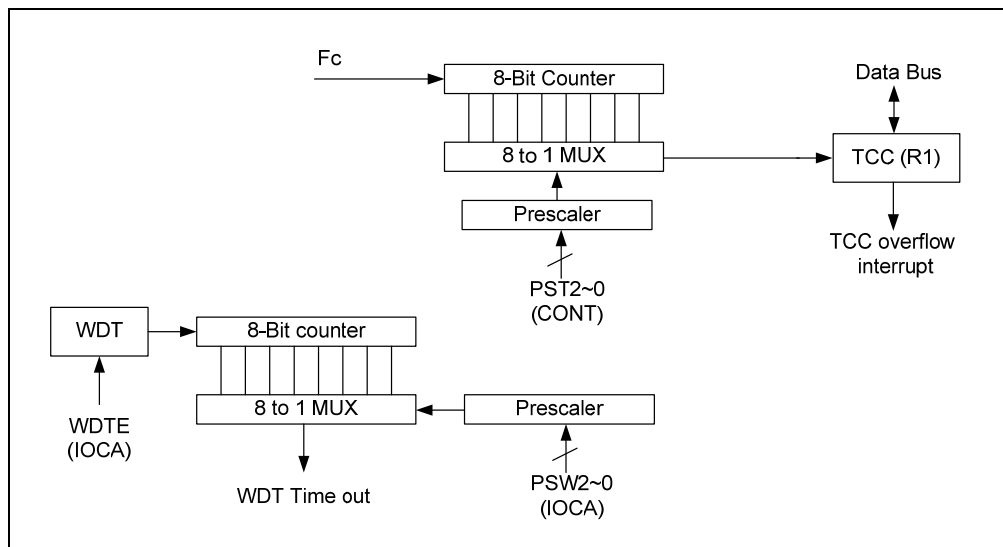 Fc
8-Bit Counter
Data Bus
8 to 1 MUX
TCC (R1)
Prescaler
TCC overflow
interrupt
PST2~0
(CONT)
WDT
8-Bit counter
8 to 1 MUX
Prescaler
WDTE
(IOCA)
WDT Time out
PSW2~0
(IOCA)